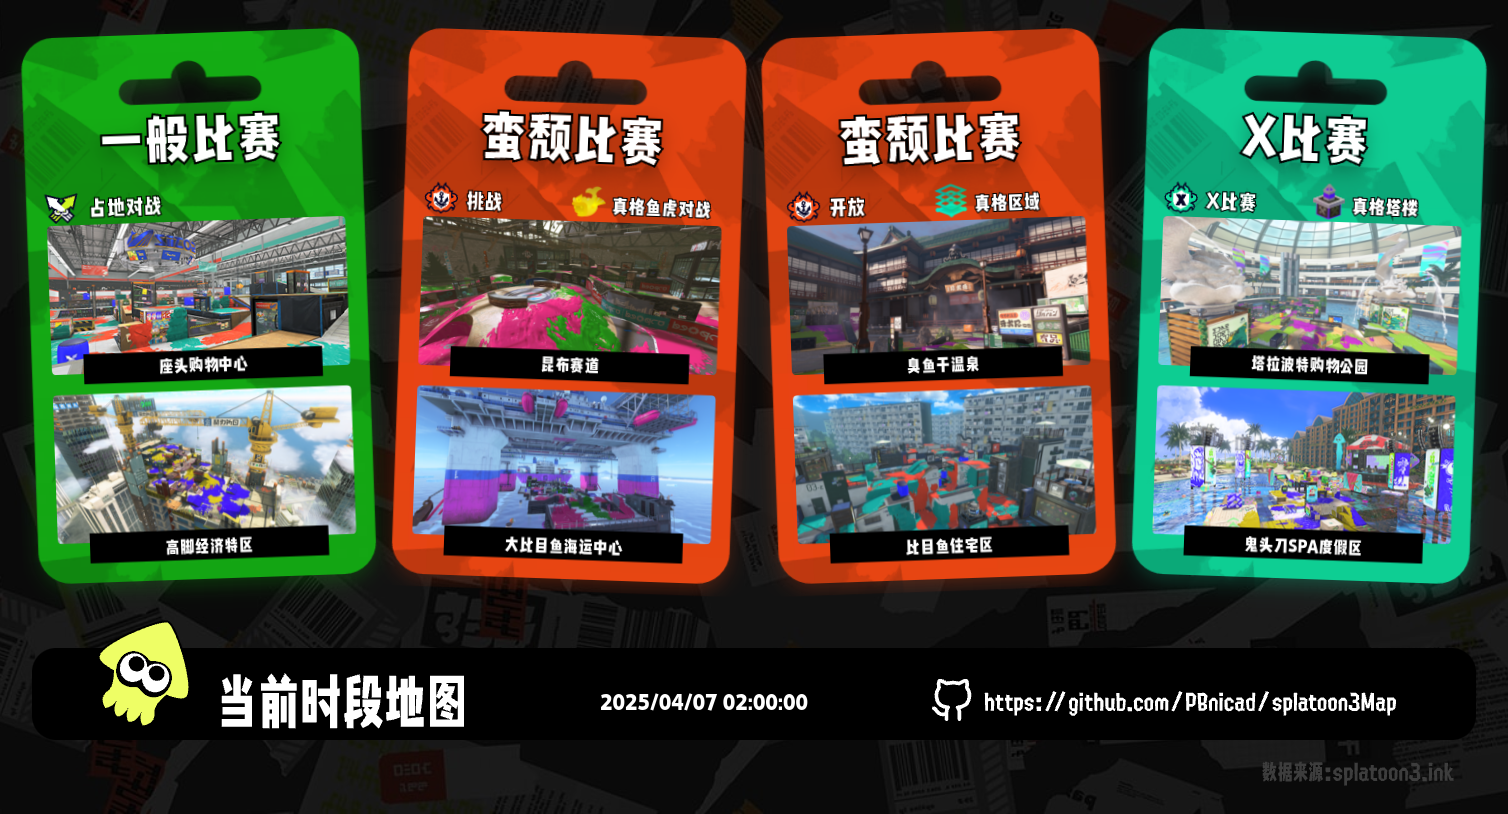 一般比赛
占地对战
座头购物中心
高脚经济特区
蛮颓比赛
挑战
真格鱼虎对战
昆布赛道
大比目鱼海运中心
蛮颓比赛
开放
真格区域
臭鱼干温泉
比目鱼住宅区
X比赛
X比赛
真格塔楼
塔拉波特购物公园
鬼头刀SPA度假区
当前时段地图
2025/04/07 02:00:00
https://github.com/PBnicad/splatoon3Map
数据来源:splatoon3.ink